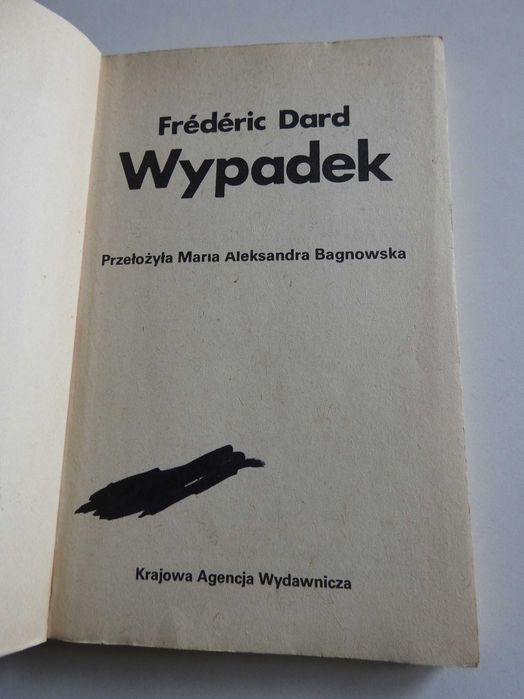 Frédéric Dard
Wypadek
Przełożyła Maria Aleksandra Bagnowska
Krajowa Agencja Wydawnicza